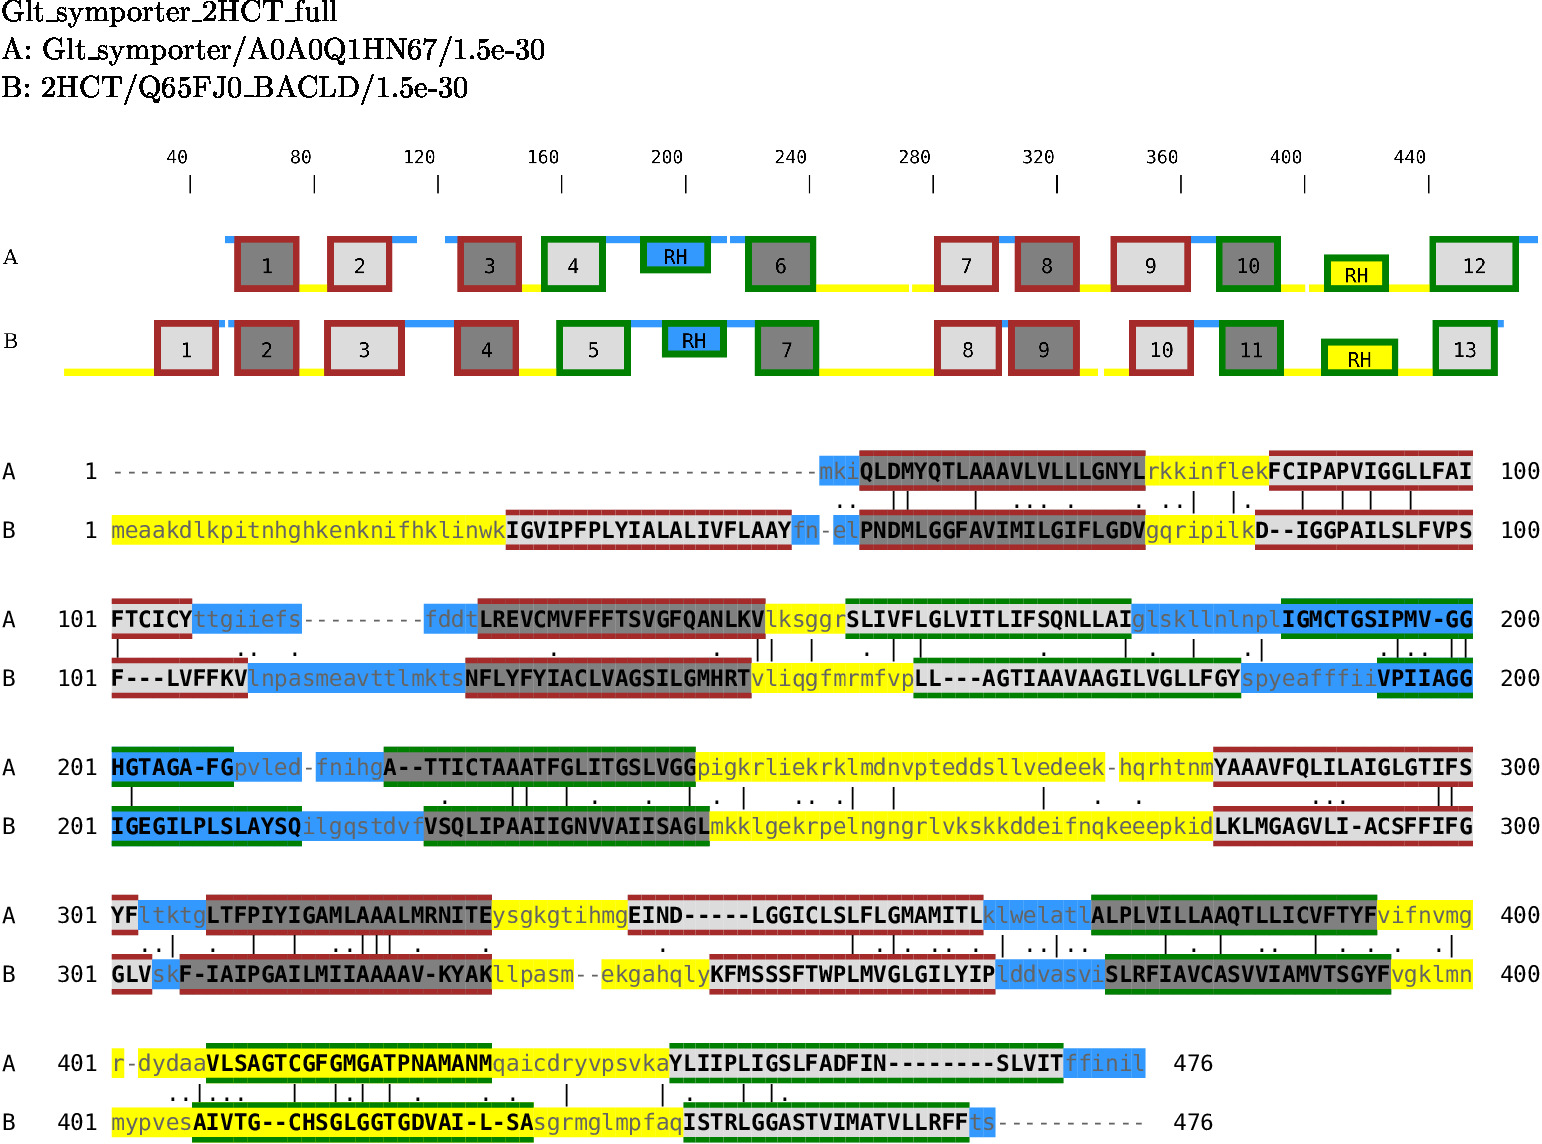 Glt_symporter_2HCT_full
A: Glt_symporter/A0A0Q1HN67/1.5e-30
B: 2HCT/Q65FJ0_BACLD/1.5e-30
40 80 120 160 200 240 280 320 360 400 440
A 1 2 3 4 RH 6 7 8 9 10 RH 12
B 1 2 3 4 5 RH 7 8 9 10 11 RH 13
A 1 ----------------------------------------------------mkiQLDMYQTLAAAVLVLLLGNYLrkkinflekFCIPAPVIGGLLFAI 100
B 1 meaakdlkpitnhghkenknifhklinwkIGVIPFPLYIALALIVFLAAYfn-elPNDMLGGFAVIMILGIFLGDVgqripilkD--IGGPAILSLFVPS 100
A 101 FTCICYttgiiefs---------fddtLREVCMVFFFTSVGFQANLKVlksggrSLIVFLGLVITLIFSQNLLAIglskllnlnplIGMCTGSIPMV-GG 200
B 101 F---LVFFKVlnpasmeavttlmktsNFLYFYIACLVAGSILGMHRTvliqgfmrmfvpLL---AGTIAAVAAGILVGLLFGYspyeafffiiVPIIAGG 200
A 201 HGTAGA-FGpvled-fnihgA--TTICTAAATFGLITGSLVGGpigkrliekrklmdnvpteddsllvedeek-hqrhtnmYAAAVFQLILAIGLGTIFS 300
B 201 IGEGILPLSLAYSQilgqstdvfVSQLIPAAIIGNVVAIISAGLmkklgekrpelngngrlvkskkddeifnqkeeepkidLKLMGAGVLI-ACSFFIFG 300
A 301 YFltktgLTFPIYIGAMLAAALMRNITEysgkgtihmgEIND-----LGGICLSLFLGMAMITLklwelatlALPLVILLAAQTLLICVFTYFvifnvmg 400
B 301 GLVskF-IAIPGAILMIIAAAAV-KYAKllpasm--ekgahqlyKFMSSSFTWPLMVGLGILYIPlddvasviSLRFIAVCASVVIAMVTSGYFvgklmn 400
A 401 r-dydaaVLSAGTCGFGMGATPNAMANMqaicdryvpsvkaYLIIPLIGSLFADFIN--------SLVITffinil 476
B 401 mypvesAIVTG--CHSGLGGTGDVAI-L-SAsgrmglmpfaqISTRLGGASTVIMATVLLRFFts----------- 476